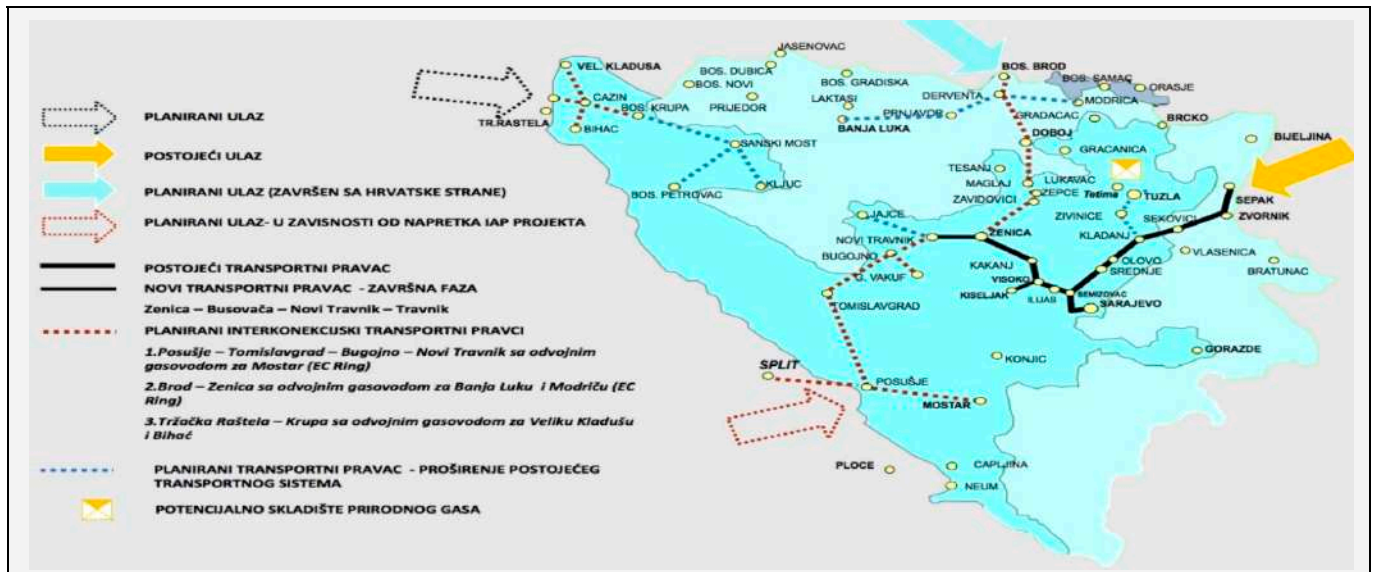 PLANIRANI ULAZ
POSTOJEĆI ULAZ
PLANIRANI ULAZ (ZAVRŠEN SA HRVATSKE STRANE)
PLANIRANI ULAZ- U ZAVISNOSTI OD NAPRETKA IAP PROJEKTA
POSTOJEĆI TRANSPORTNI PRAVAC
NOVI TRANSPORTNI PRAVAC - ZAVRŠNA FAZA
Zenica – Busovača – Novi Travnik – Travnik
PLANIRANI INTERKONEKCIJSKI TRANSPORTNI PRAVCI
1.Posušje – Tomislavgrad – Bugojno – Novi Travnik sa odvojnim
gasovodom za Mostar (EC Ring)
2.Brod – Zenica sa odvojnim gasovodom za Banja Luku i Modriču (EC
Ring)
3.Tržačka Raštela – Krupa sa odvojnim gasovodom za Veliku Kladušu
i Bihać
PLANIRANI TRANSPORTNI PRAVAC - PROŠIRENJE POSTOJEĆEG
TRANSPORTNOG SISTEMA
POTENCIJALNO SKLADIŠTE PRIRODNOG GASA
JASENOVAC
VEL. KLADUSA
BOS. DUBICA
BOS. BROD
BOS. NOVI
BOS. GRADISKA
BOS. SAMAC
ORASJE
CAZIN
PRIJEDOR
LAKTASI
DERVENTA
MODRICA
TR.RASTELA
BOS. KRUPA
PRNJAVOR
GRADACAC
BRCKO
BIHAC
BANJA LUKA
DOBOJ
BIJELJINA
SANSKI MOST
GRACANICA
TESANJ
BOS. PETROVAC
KLJUC
MAGLAJ
LUKAVAC
ZEPCE
Tetima
TUZLA
SEPAK
ZAVIDOVICI
ZIVINICE
SEKOVICI
ZVORNIK
JAJCE
NOVI TRAVNIK
ZENICA
KLADANJ
BUGOJNO
VLASENICA
KAKANJ
OLOVO
BRATUNAC
G. VAKUF
VISOKO
SREDNJE
KISELJAK
ILIJAS
SEMIZOVAC
TOMISLAVGRAD
SARAJEVO
KONJIC
GORAZDE
SPLIT
POSUŠJE
MOSTAR
PLOCE
CAPLJINA
NEUM